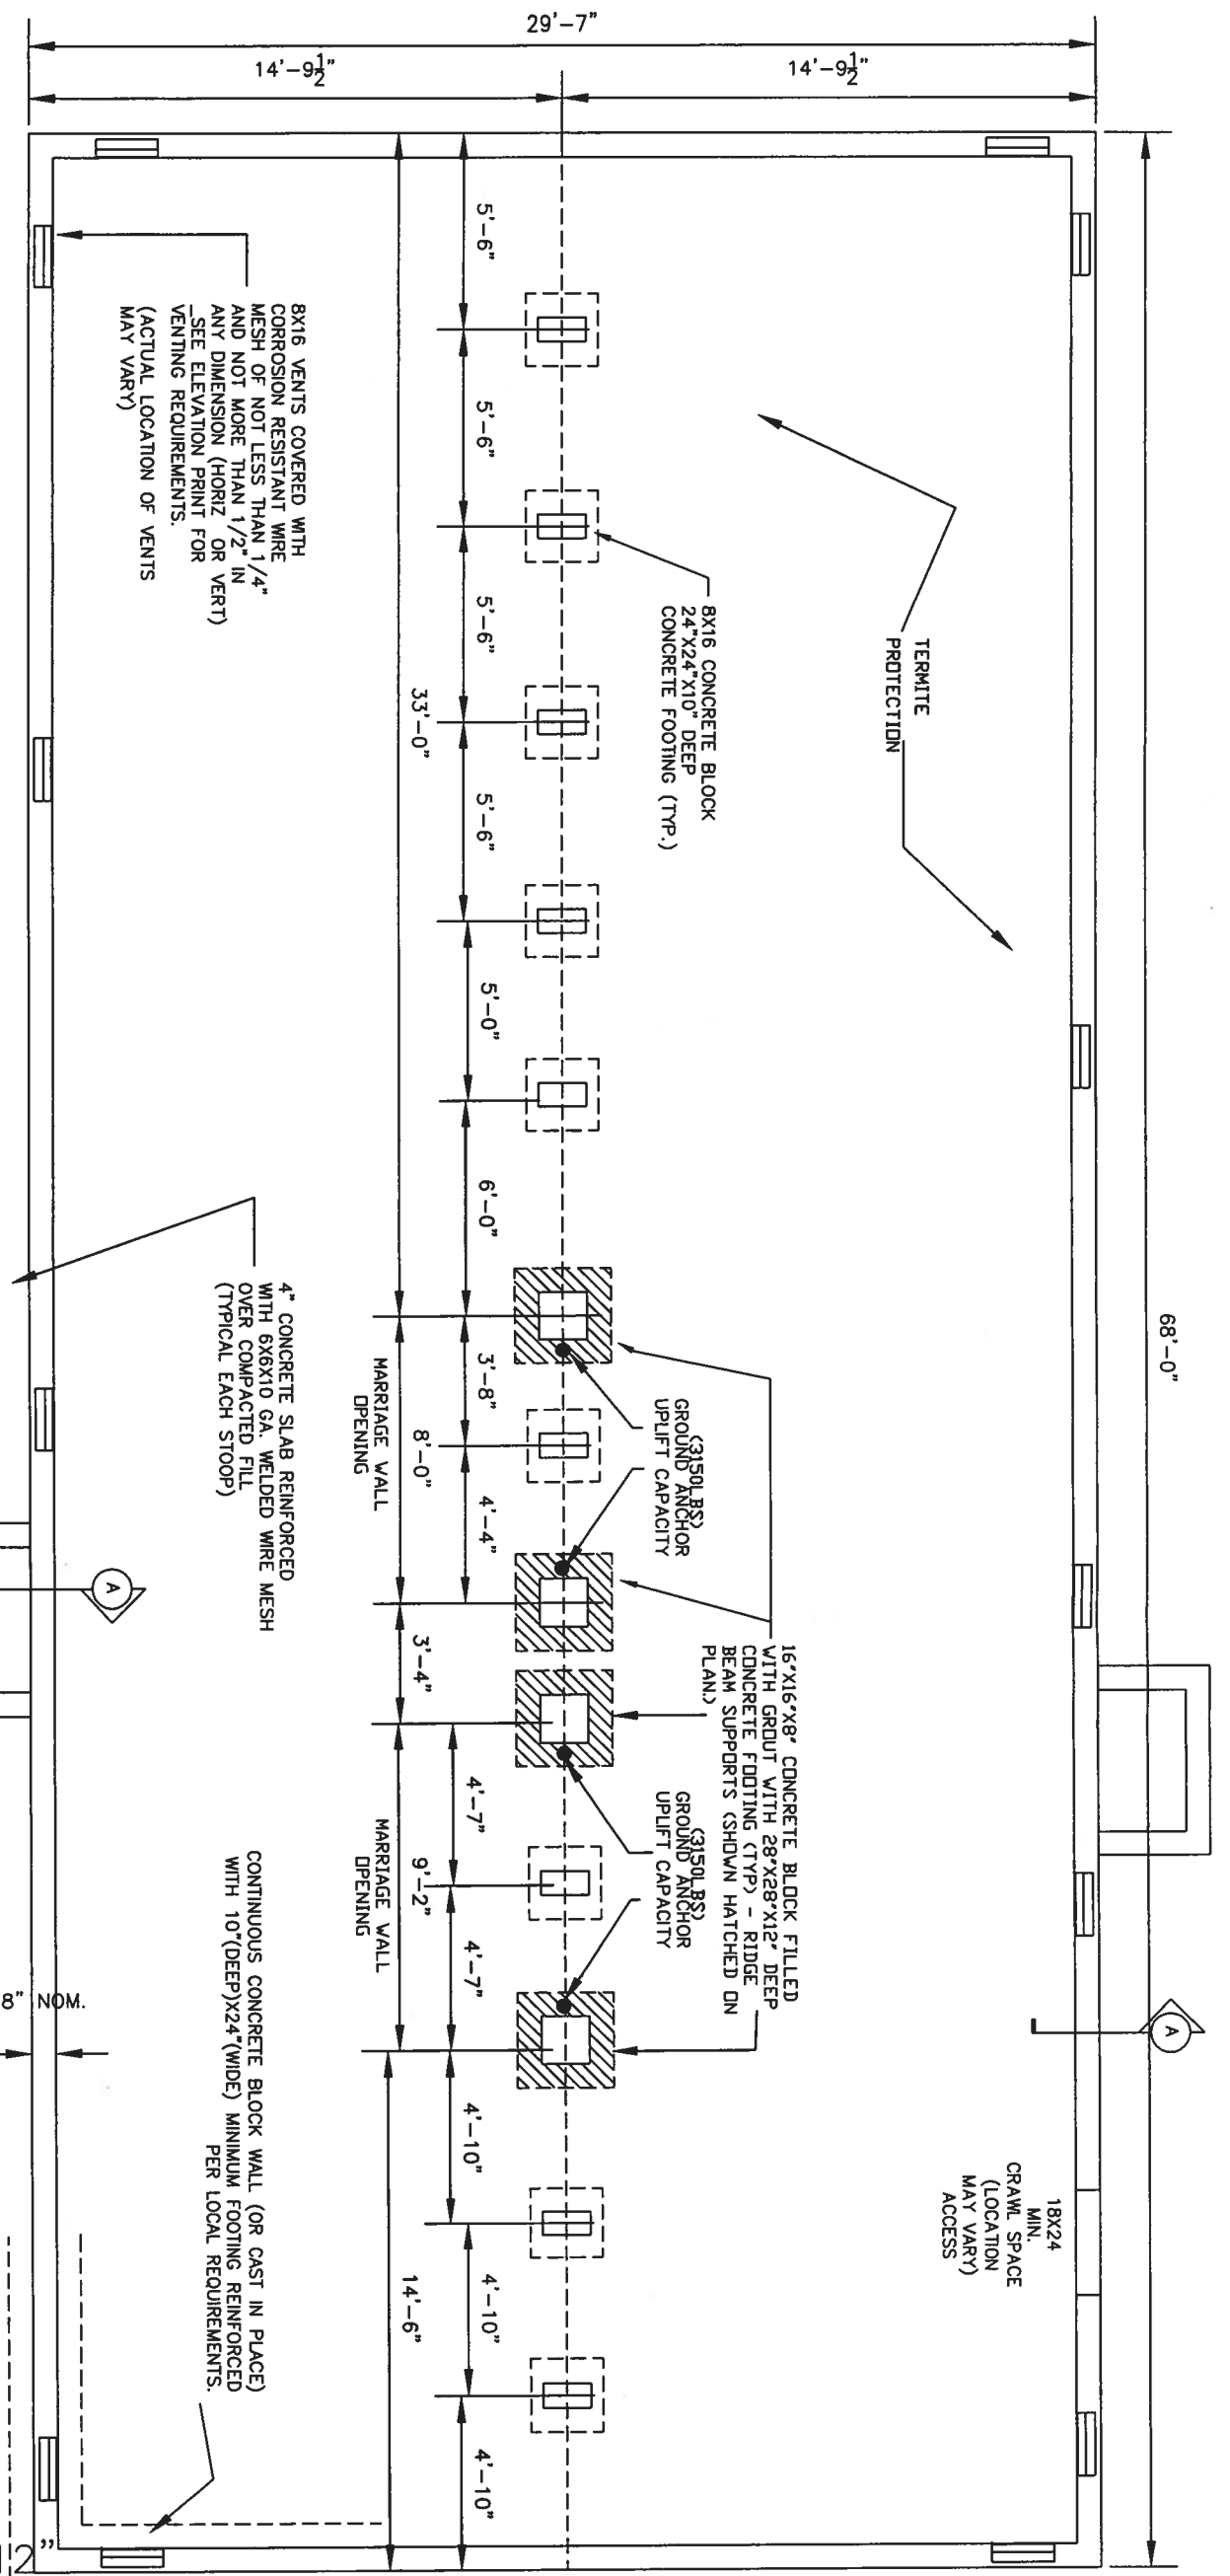 29'-7"
14'-9½"
14'-9½"
68'-0"
5'-6"
5'-6"
5'-6"
5'-6"
5'-0"
6'-0"
3'-8"
4'-4"
3'-4"
4'-7"
4'-7"
4'-10"
4'-10"
4'-10"
33'-0"
8'-0"
9'-2"
14'-6"
MARRIAGE WALL
OPENING
MARRIAGE WALL
OPENING
TERMITE
PROTECTION
8X16 CONCRETE BLOCK
24"X24"X10" DEEP
CONCRETE FOOTING (TYP.)
8X16 VENTS COVERED WITH
CORROSION RESISTANT WIRE
MESH OF NOT LESS THAN 1/4"
AND NOT MORE THAN 1/2" IN
ANY DIMENSION (HORIZ OR VERT)
_SEE ELEVATION PRINT FOR
VENTING REQUIREMENTS.
(ACTUAL LOCATION OF VENTS
MAY VARY)
(3150LBS)
GROUND ANCHOR
UPLIFT CAPACITY
(3150LBS)
GROUND ANCHOR
UPLIFT CAPACITY
16"X16"X8" CONCRETE BLOCK FILLED
WITH GROUT WITH 28"X28"X12" DEEP
CONCRETE FOOTING (TYP) - RIDGE
BEAM SUPPORTS (SHOWN HATCHED ON
PLAN.)
4" CONCRETE SLAB REINFORCED
WITH 6X6X10 GA. WELDED WIRE MESH
OVER COMPACTED FILL
(TYPICAL EACH STOOP)
A
A
18X24
MIN.
CRAWL SPACE
(LOCATION
MAY VARY)
ACCESS
CONTINUOUS CONCRETE BLOCK WALL (OR CAST IN PLACE)
WITH 10"(DEEP)X24"(WIDE) MINIMUM FOOTING REINFORCED
PER LOCAL REQUIREMENTS.
8" NOM.
12"